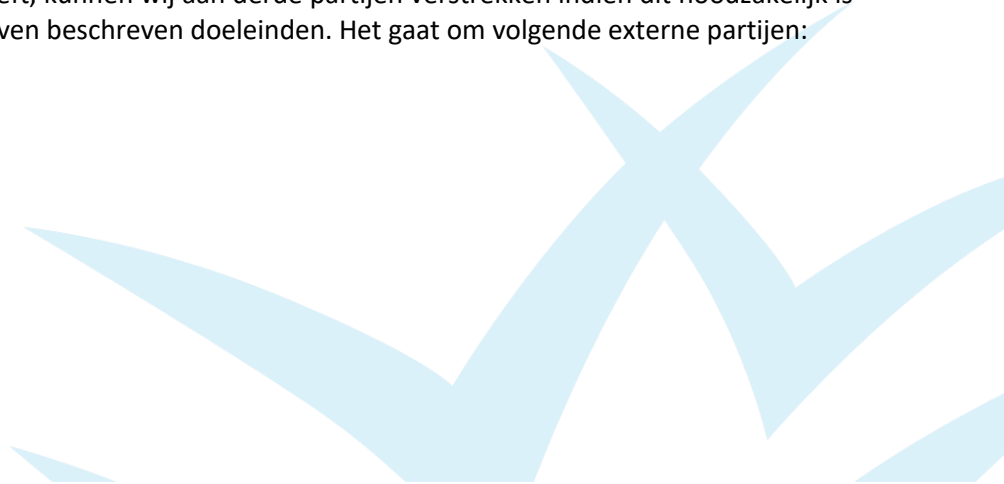 kunnen wij aan derde partijen verstrekken indien dit noodzakelijk is
ven beschreven doeleinden. Het gaat om volgende externe partijen: